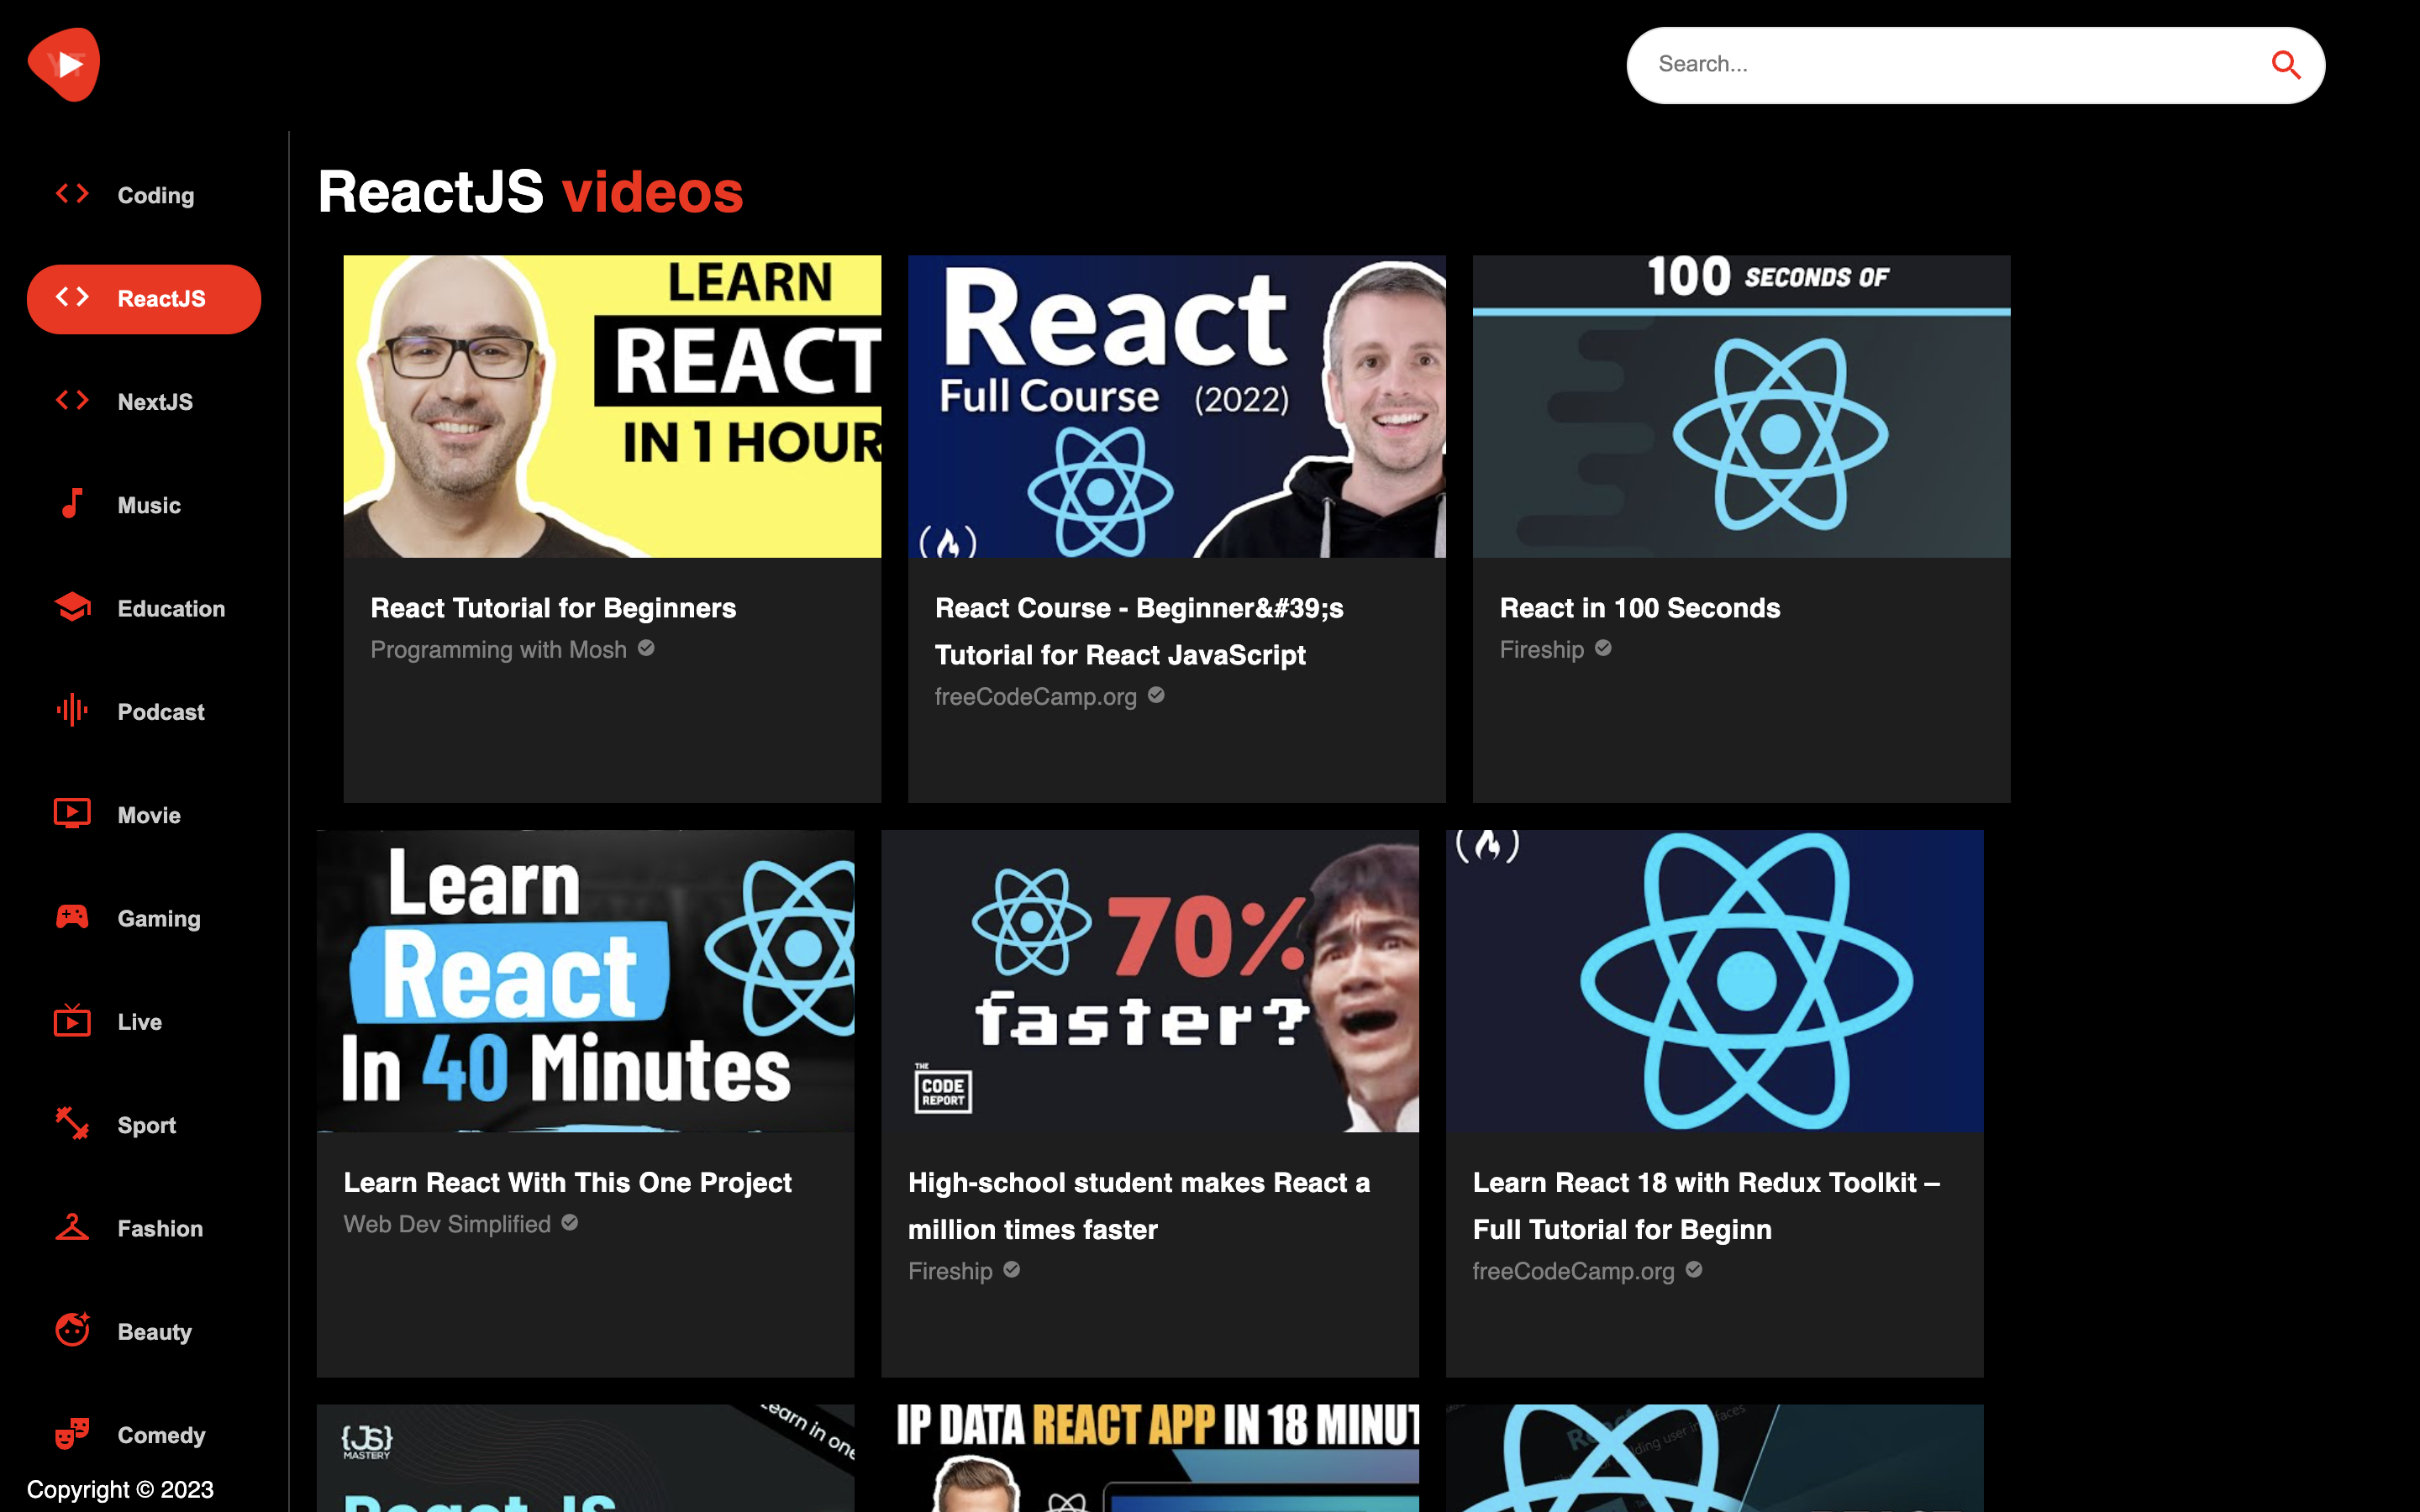 YT
Search...
Coding
ReactJS
NextJS
Music
Education
Podcast
Movie
Gaming
Live
Sport
Fashion
Beauty
Comedy
Copyright © 2023
ReactJS videos
LEARN
REACT
IN 1 HOUR
React Tutorial for Beginners
Programming with Mosh
React
Full Course (2022)
React Course - Beginner&#39;s
Tutorial for React JavaScript
freeCodeCamp.org
100 SECONDS OF
React in 100 Seconds
Fireship
Learn
React
In 40 Minutes
Learn React With This One Project
Web Dev Simplified
70%
faster?
THE
CODE
REPORT
High-school student makes React a
million times faster
Fireship
Learn React 18 with Redux Toolkit –
Full Tutorial for Beginn
freeCodeCamp.org
{JS}
MASTERY
Learn in one
React JS
IP DATA REACT APP IN 18 MINUT